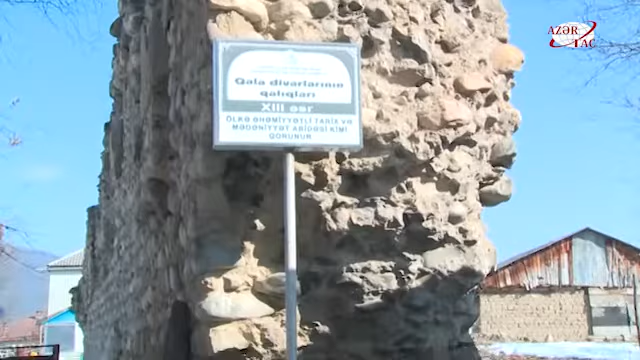 AZƏR
TAC
Qala divarlarının
qalıqları
XIII əsr
ÖLKƏ ƏHƏMİYYƏTLİ TARİX VƏ
MƏDƏNİYYƏT ABİDƏSİ KİMİ
QORUNUR